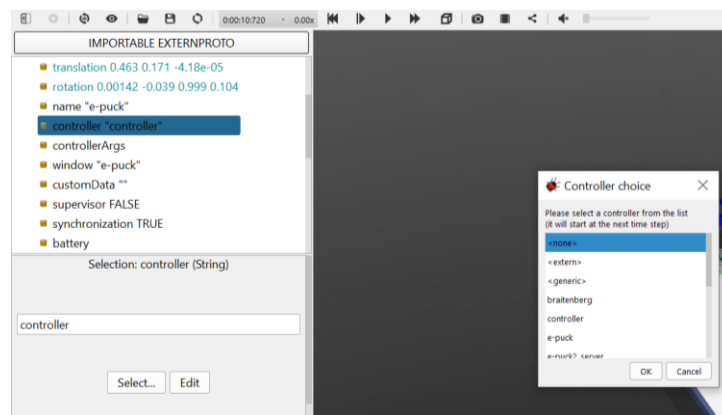 0:00:10:720 - 0.00x
IMPORTABLE EXTERNPROTO
translation 0.463 0.171 -4.18e-05
rotation 0.00142 -0.039 0.999 0.104
name "e-puck"
controller "controller"
controllerArgs
window "e-puck"
customData ""
supervisor FALSE
synchronization TRUE
battery
Selection: controller (String)
controller
Select...
Edit
Controller choice
Please select a controller from the list
(it will start at the next time step)
<none>
<extern>
<generic>
braitenberg
controller
e-puck
e-puck2_server
OK
Cancel